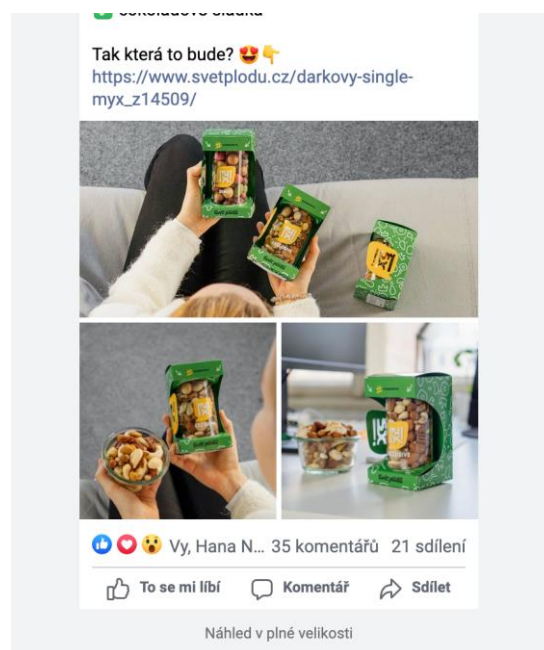 Tak která to bude?
https://www.svetplodu.cz/darkovy-single-
myx_z14509/
Vy, Hana N... 35 komentářů 21 sdílení
To se mi líbí Komentář Sdílet
Náhled v plné velikosti